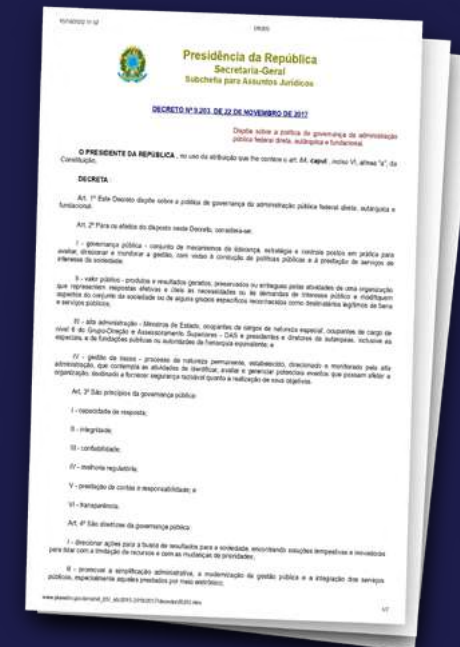 Presidência da República
Secretaria-Geral
Subchefia para Assuntos Jurídicos
DECRETO Nº 9.203, DE 22 DE NOVEMBRO DE 2017
Dispõe sobre a política de governança da administração
pública federal direta, autárquica e fundacional.
O PRESIDENTE DA REPÚBLICA , no uso da atribuição que lhe confere o art. 84, caput , inciso VI, alínea "a", da
Constituição,
DECRETA :
Art. 1º Este Decreto dispõe sobre a política de governança da administração pública federal direta, autárquica e
fundacional.
Art. 2º Para os efeitos do disposto neste Decreto, considera-se:
I - governança pública - conjunto de mecanismos de liderança, estratégia e controle postos em prática para
avaliar, direcionar e monitorar a gestão, com vistas à condução de políticas públicas e à prestação de serviços de
interesse da sociedade;
II - valor público - produtos e resultados gerados, preservados ou entregues pelas atividades de uma organização
que representem respostas efetivas e úteis às necessidades ou às demandas de interesse público e modifiquem
aspectos do conjunto da sociedade ou de alguns grupos específicos reconhecidos como destinatários legítimos de bens
e serviços públicos;
III - alta administração - Ministros de Estado, ocupantes de cargos de natureza especial, ocupantes de cargo de
nível 6 do Grupo-Direção e Assessoramento Superiores - DAS e presidentes e diretores de autarquias, inclusive as
especiais, e de fundações públicas ou autoridades de hierarquia equivalente; e
IV - gestão de riscos - processo de natureza permanente, estabelecido, direcionado e monitorado pela alta
administração, que contempla as atividades de identificar, avaliar e gerenciar potenciais eventos que possam afetar a
organização, destinado a fornecer segurança razoável quanto à realização de seus objetivos.
Art. 3º São princípios da governança pública:
I - capacidade de resposta;
II - integridade;
III - confiabilidade;
IV - melhoria regulatória;
V - prestação de contas e responsabilidade; e
VI - transparência.
Art. 4º São diretrizes da governança pública:
I - direcionar ações para a busca de resultados para a sociedade, encontrando soluções tempestivas e inovadoras
para lidar com a limitação de recursos e com as mudanças de prioridades;
II - promover a simplificação administrativa, a modernização da gestão pública e a integração dos serviços
públicos, especialmente aqueles prestados por meio eletrônico;